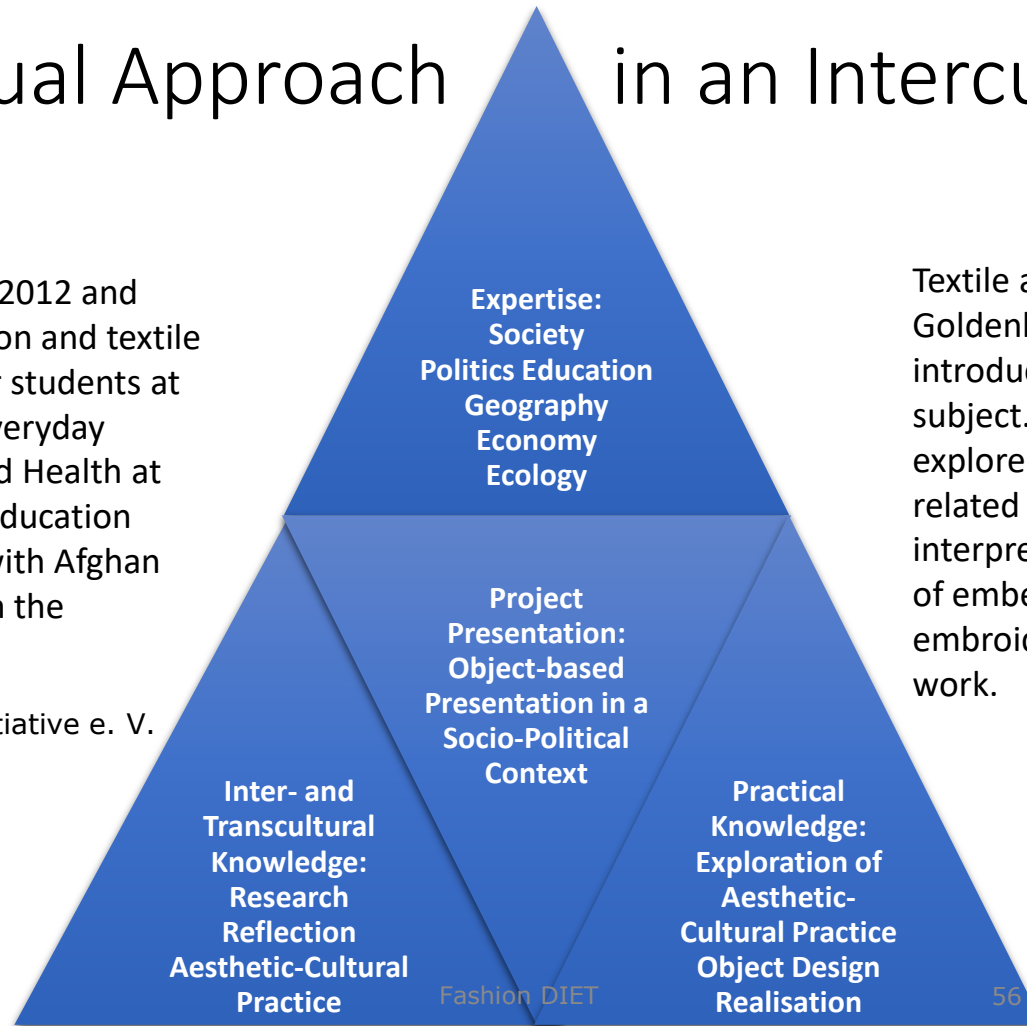 ual Approach in an Intercu
2012 and
on and textile
r students at
veryday
d Health at
ducation
with Afghan
n the
tiative e. V.
Expertise:
Society
Politics Education
Geography
Economy
Ecology
Project
Presentation:
Object-based
Presentation in a
Socio-Political
Context
Inter- and
Transcultural
Knowledge:
Research
Reflection
Aesthetic-Cultural
Practice
Practical
Knowledge:
Exploration of
Aesthetic-
Cultural Practice
Object Design
Realisation
Textile a
Goldenl
introduc
subject.
explore
related
interpre
of embe
embroid
work.
Fashion DIET
56